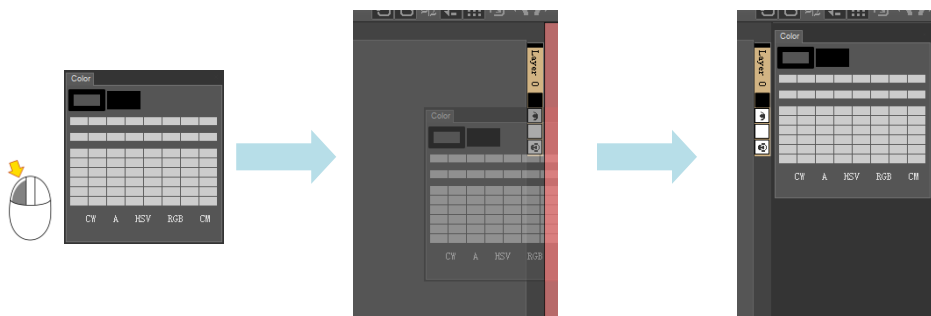 Color
CW A HSV RGB CM
Layer 0
Color
CW A HSV RGB
Layer 0
Color
CW A HSV RGB CM